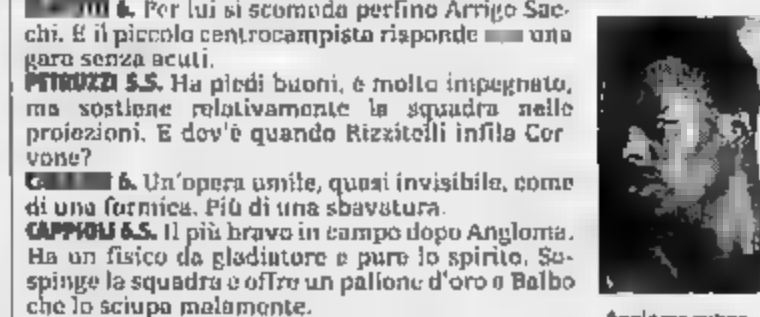 6. Per lui si scomoda perfino Arrigo Sac-
chi. E il piccolo centrocampista risponde una
gara senza acuti.
PETRUZZI 5.5. Ha piedi buoni, è molto impegnato,
ma sostiene relativamente la squadra nelle
proiezioni. E dov'è quando Rizzitelli infila Cer-
vone?
6. Un'opera umile, quasi invisibile, come
di una formica. Più di una sbavatura.
CAPPIOLI 6.5. Il più bravo in campo dopo Angloma.
Ha un fisico da gladiatore e pure lo spirito. So-
spinge la squadra e offre un pallone d'oro a Balbo
che lo sciupa malamente.